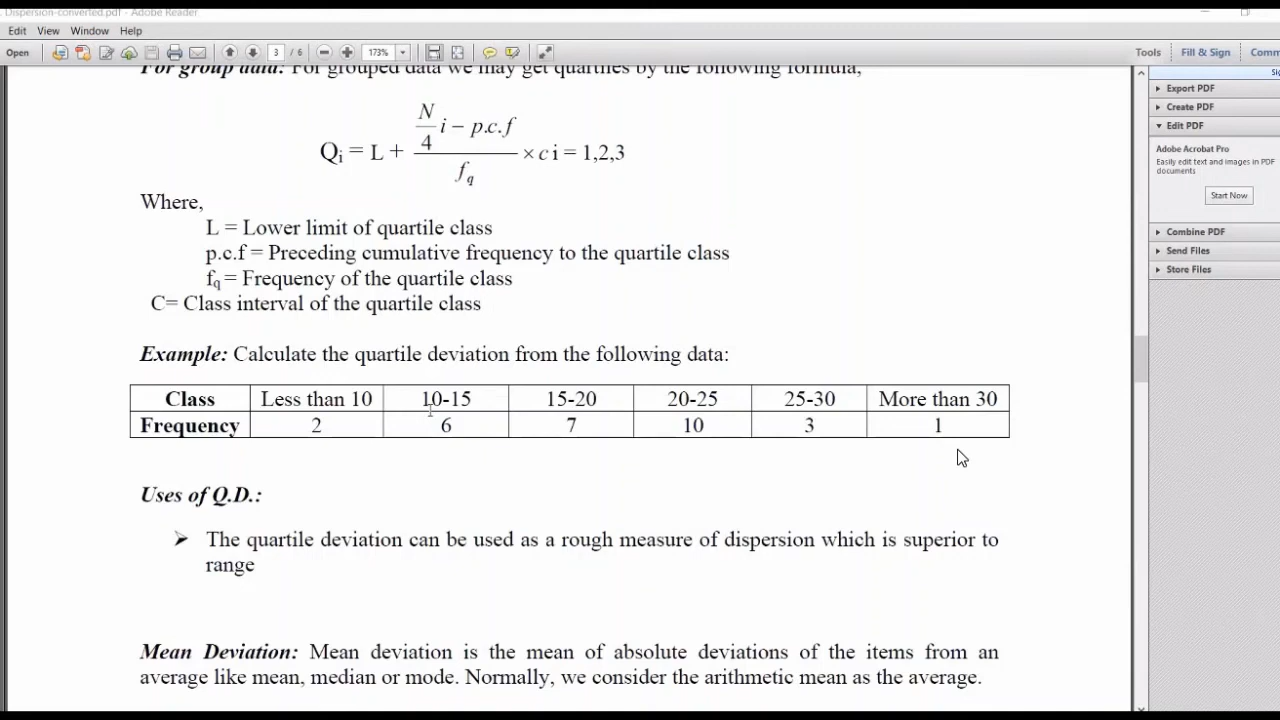 Dispersion-converted.pdf - Adobe Reader
Edit View Window Help
Open 3 / 6 173% Tools Fill & Sign Comm
For group data: For grouped data we may get quartiles by the following formula,
Qi = L + (N/4 i − p.c.f)/fq × c i = 1,2,3
Where,
L = Lower limit of quartile class
p.c.f = Preceding cumulative frequency to the quartile class
fq = Frequency of the quartile class
C= Class interval of the quartile class
Example: Calculate the quartile deviation from the following data:
Class Less than 10 10-15 15-20 20-25 25-30 More than 30
Frequency 2 6 7 10 3 1
Uses of Q.D.:
➢ The quartile deviation can be used as a rough measure of dispersion which is superior to
range
Mean Deviation: Mean deviation is the mean of absolute deviations of the items from an
average like mean, median or mode. Normally, we consider the arithmetic mean as the average.
Export PDF
Create PDF
Edit PDF
Adobe Acrobat Pro
Easily edit text and images in PDF
documents
Start Now
Combine PDF
Send Files
Store Files